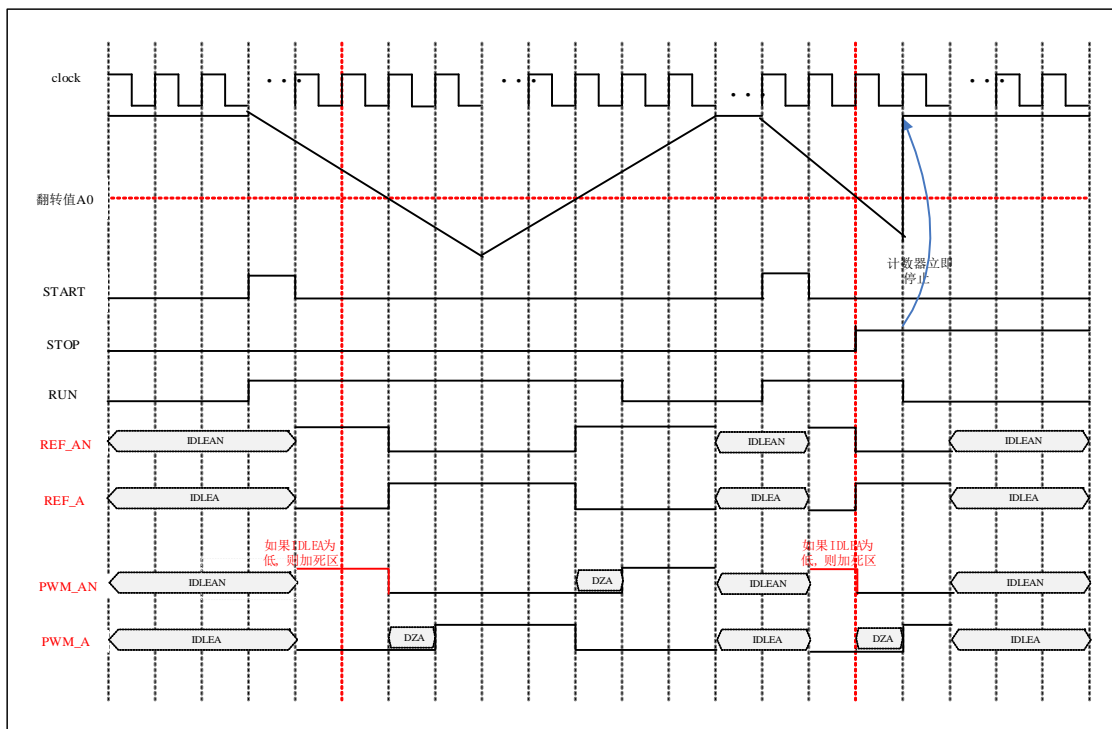 clock
...
...
...
...
翻转值A0
计数器立即
停止
START
STOP
RUN
REF_AN
IDLEAN
IDLEAN
IDLEAN
REF_A
IDLEA
IDLEA
IDLEA
如果IDLEA为
低, 则加死区
如果IDLEA为
低, 则加死区
PWM_AN
IDLEAN
DZA
IDLEAN
IDLEAN
PWM_A
IDLEA
DZA
IDLEA
DZA
IDLEA